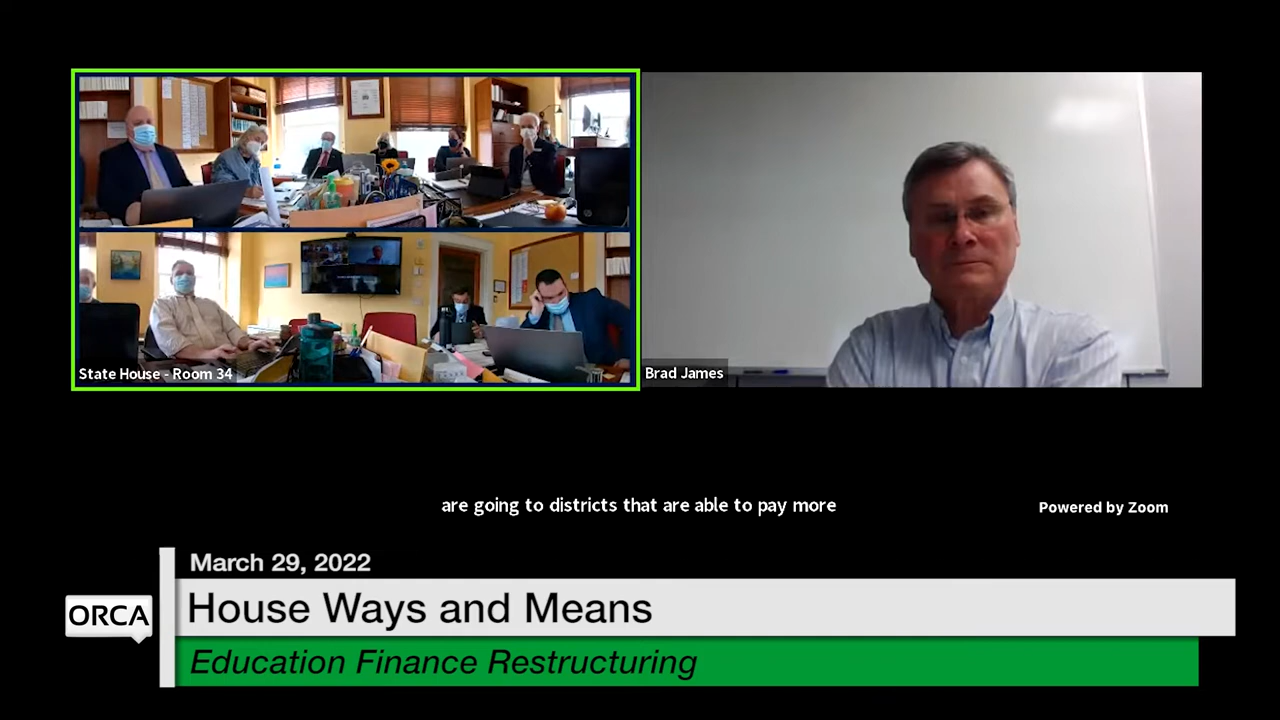 State House - Room 34
Brad James
are going to districts that are able to pay more
Powered by Zoom
March 29, 2022
ORCA
House Ways and Means
Education Finance Restructuring